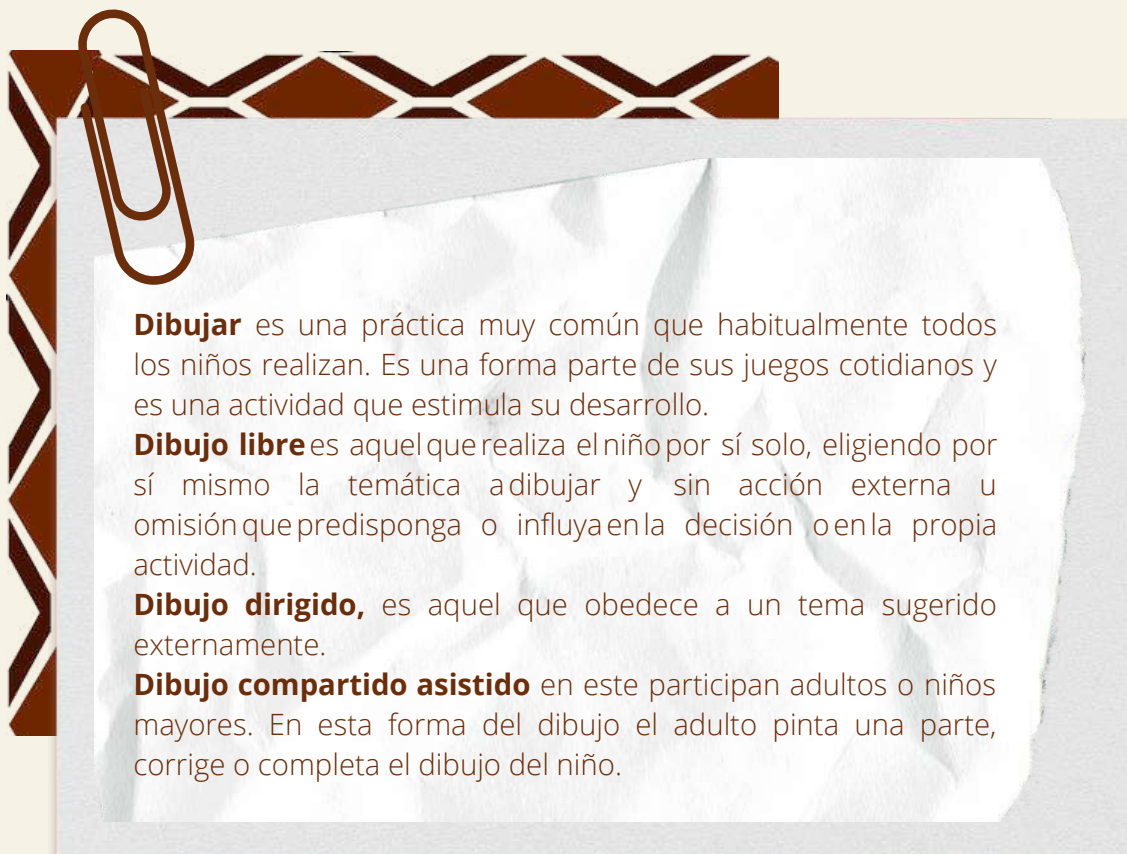 Dibujar es una práctica muy común que habitualmente todos
los niños realizan. Es una forma parte de sus juegos cotidianos y
es una actividad que estimula su desarrollo.
Dibujo libre es aquel que realiza el niño por sí solo, eligiendo por
sí mismo la temática a dibujar y sin acción externa u
omisión que predisponga o influya en la decisión o en la propia
actividad.
Dibujo dirigido, es aquel que obedece a un tema sugerido
externamente.
Dibujo compartido asistido en este participan adultos o niños
mayores. En esta forma del dibujo el adulto pinta una parte,
corrige o completa el dibujo del niño.